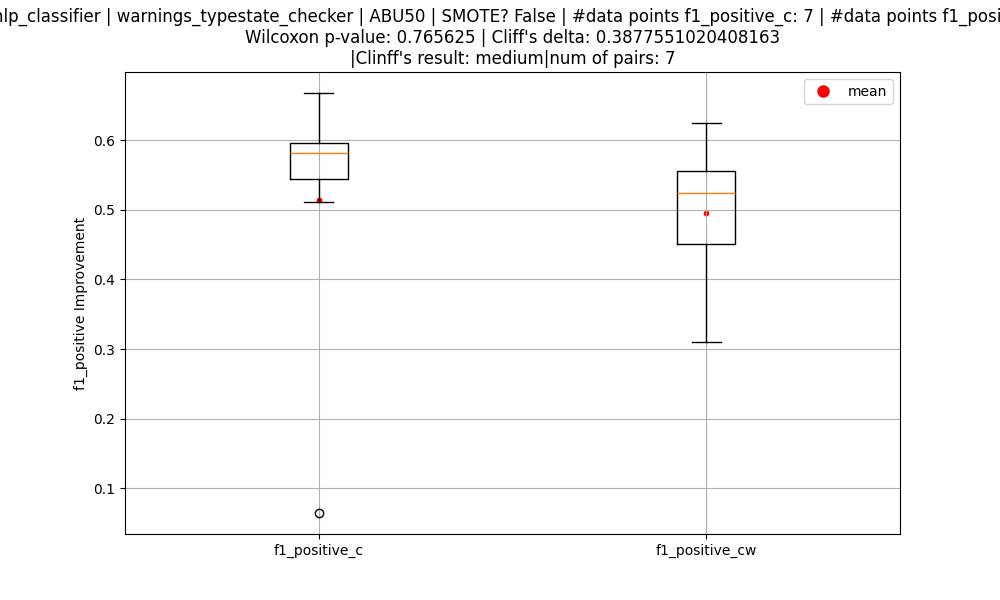 lp_classifier | warnings_typestate_checker | ABU50 | SMOTE? False | #data points f1_positive_c: 7 | #data points f1_posi
Wilcoxon p-value: 0.765625 | Cliff's delta: 0.3877551020408163
|Clinff's result: medium|num of pairs: 7
mean
0.6
0.5
0.4
0.3
0.2
0.1
f1_positive Improvement
f1_positive_c
f1_positive_cw